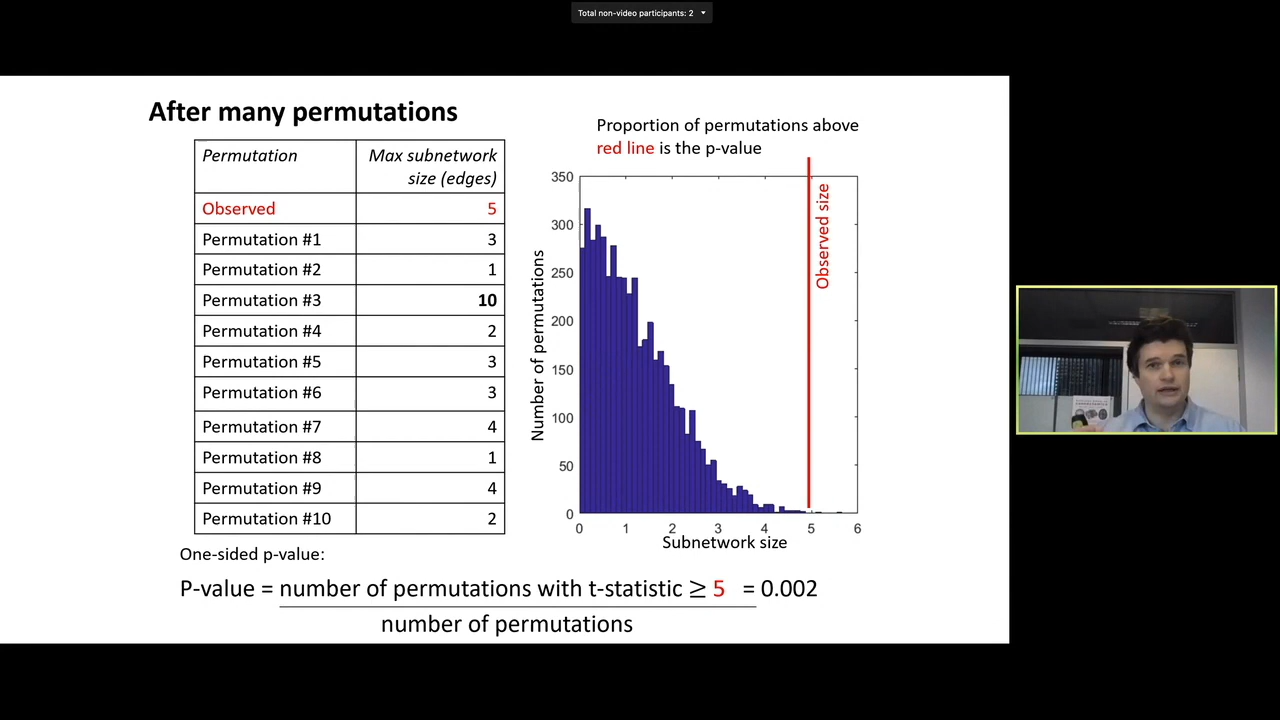 Total non-video participants: 2
After many permutations
Permutation Max subnetwork
size (edges)
Observed 5
Permutation #1 3
Permutation #2 1
Permutation #3 10
Permutation #4 2
Permutation #5 3
Permutation #6 3
Permutation #7 4
Permutation #8 1
Permutation #9 4
Permutation #10 2
Proportion of permutations above
red line is the p-value
Observed size
Number of permutations
350
300
250
200
150
100
50
0
0 1 2 3 4 5 6
Subnetwork size
One-sided p-value:
P-value = number of permutations with t-statistic ≥ 5 = 0.002
number of permutations